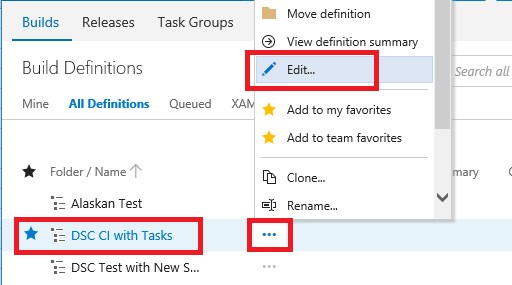 Builds Releases Task Groups
Move definition
View definition summary
Edit...
Add to my favorites
Add to team favorites
Clone...
Rename...
Build Definitions
Search all
Mine All Definitions Queued XAM
Folder / Name
mmary
Alaskan Test
DSC CI with Tasks
DSC Test with New S...